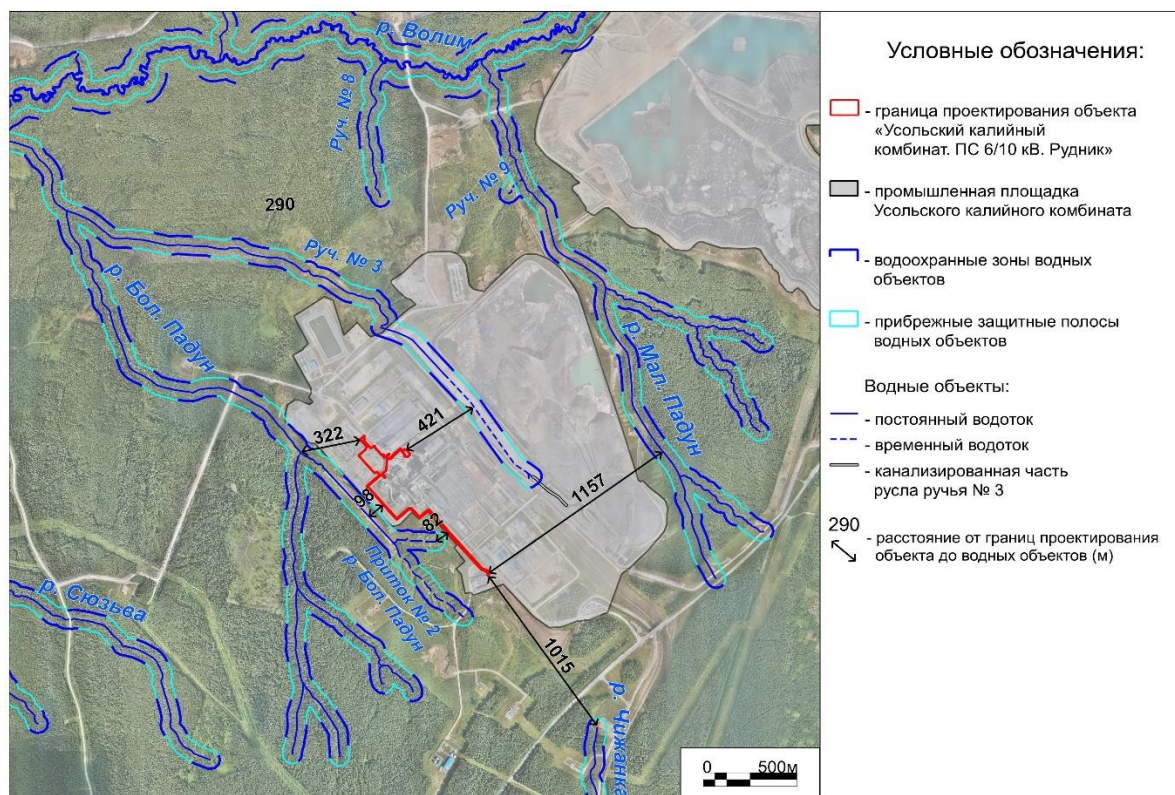 р. Волим
Руч. № 8
Руч. № 9
290
Руч. № 3
р. Бол. Падун
р. Мал. Падун
322
421
1157
98
82
Приток № 2
р. Бол. Падун
р. Сюзьва
1015
р. Чижанка
0 500м
Условные обозначения:
- граница проектирования объекта
«Усольский калийный
комбинат. ПС 6/10 кВ. Рудник»
- промышленная площадка
Усольского калийного комбината
- водоохранные зоны водных
объектов
- прибрежные защитные полосы
водных объектов
Водные объекты:
- постоянный водоток
- временный водоток
- канализированная часть
русла ручья № 3
290
- расстояние от границ проектирования
объекта до водных объектов (м)